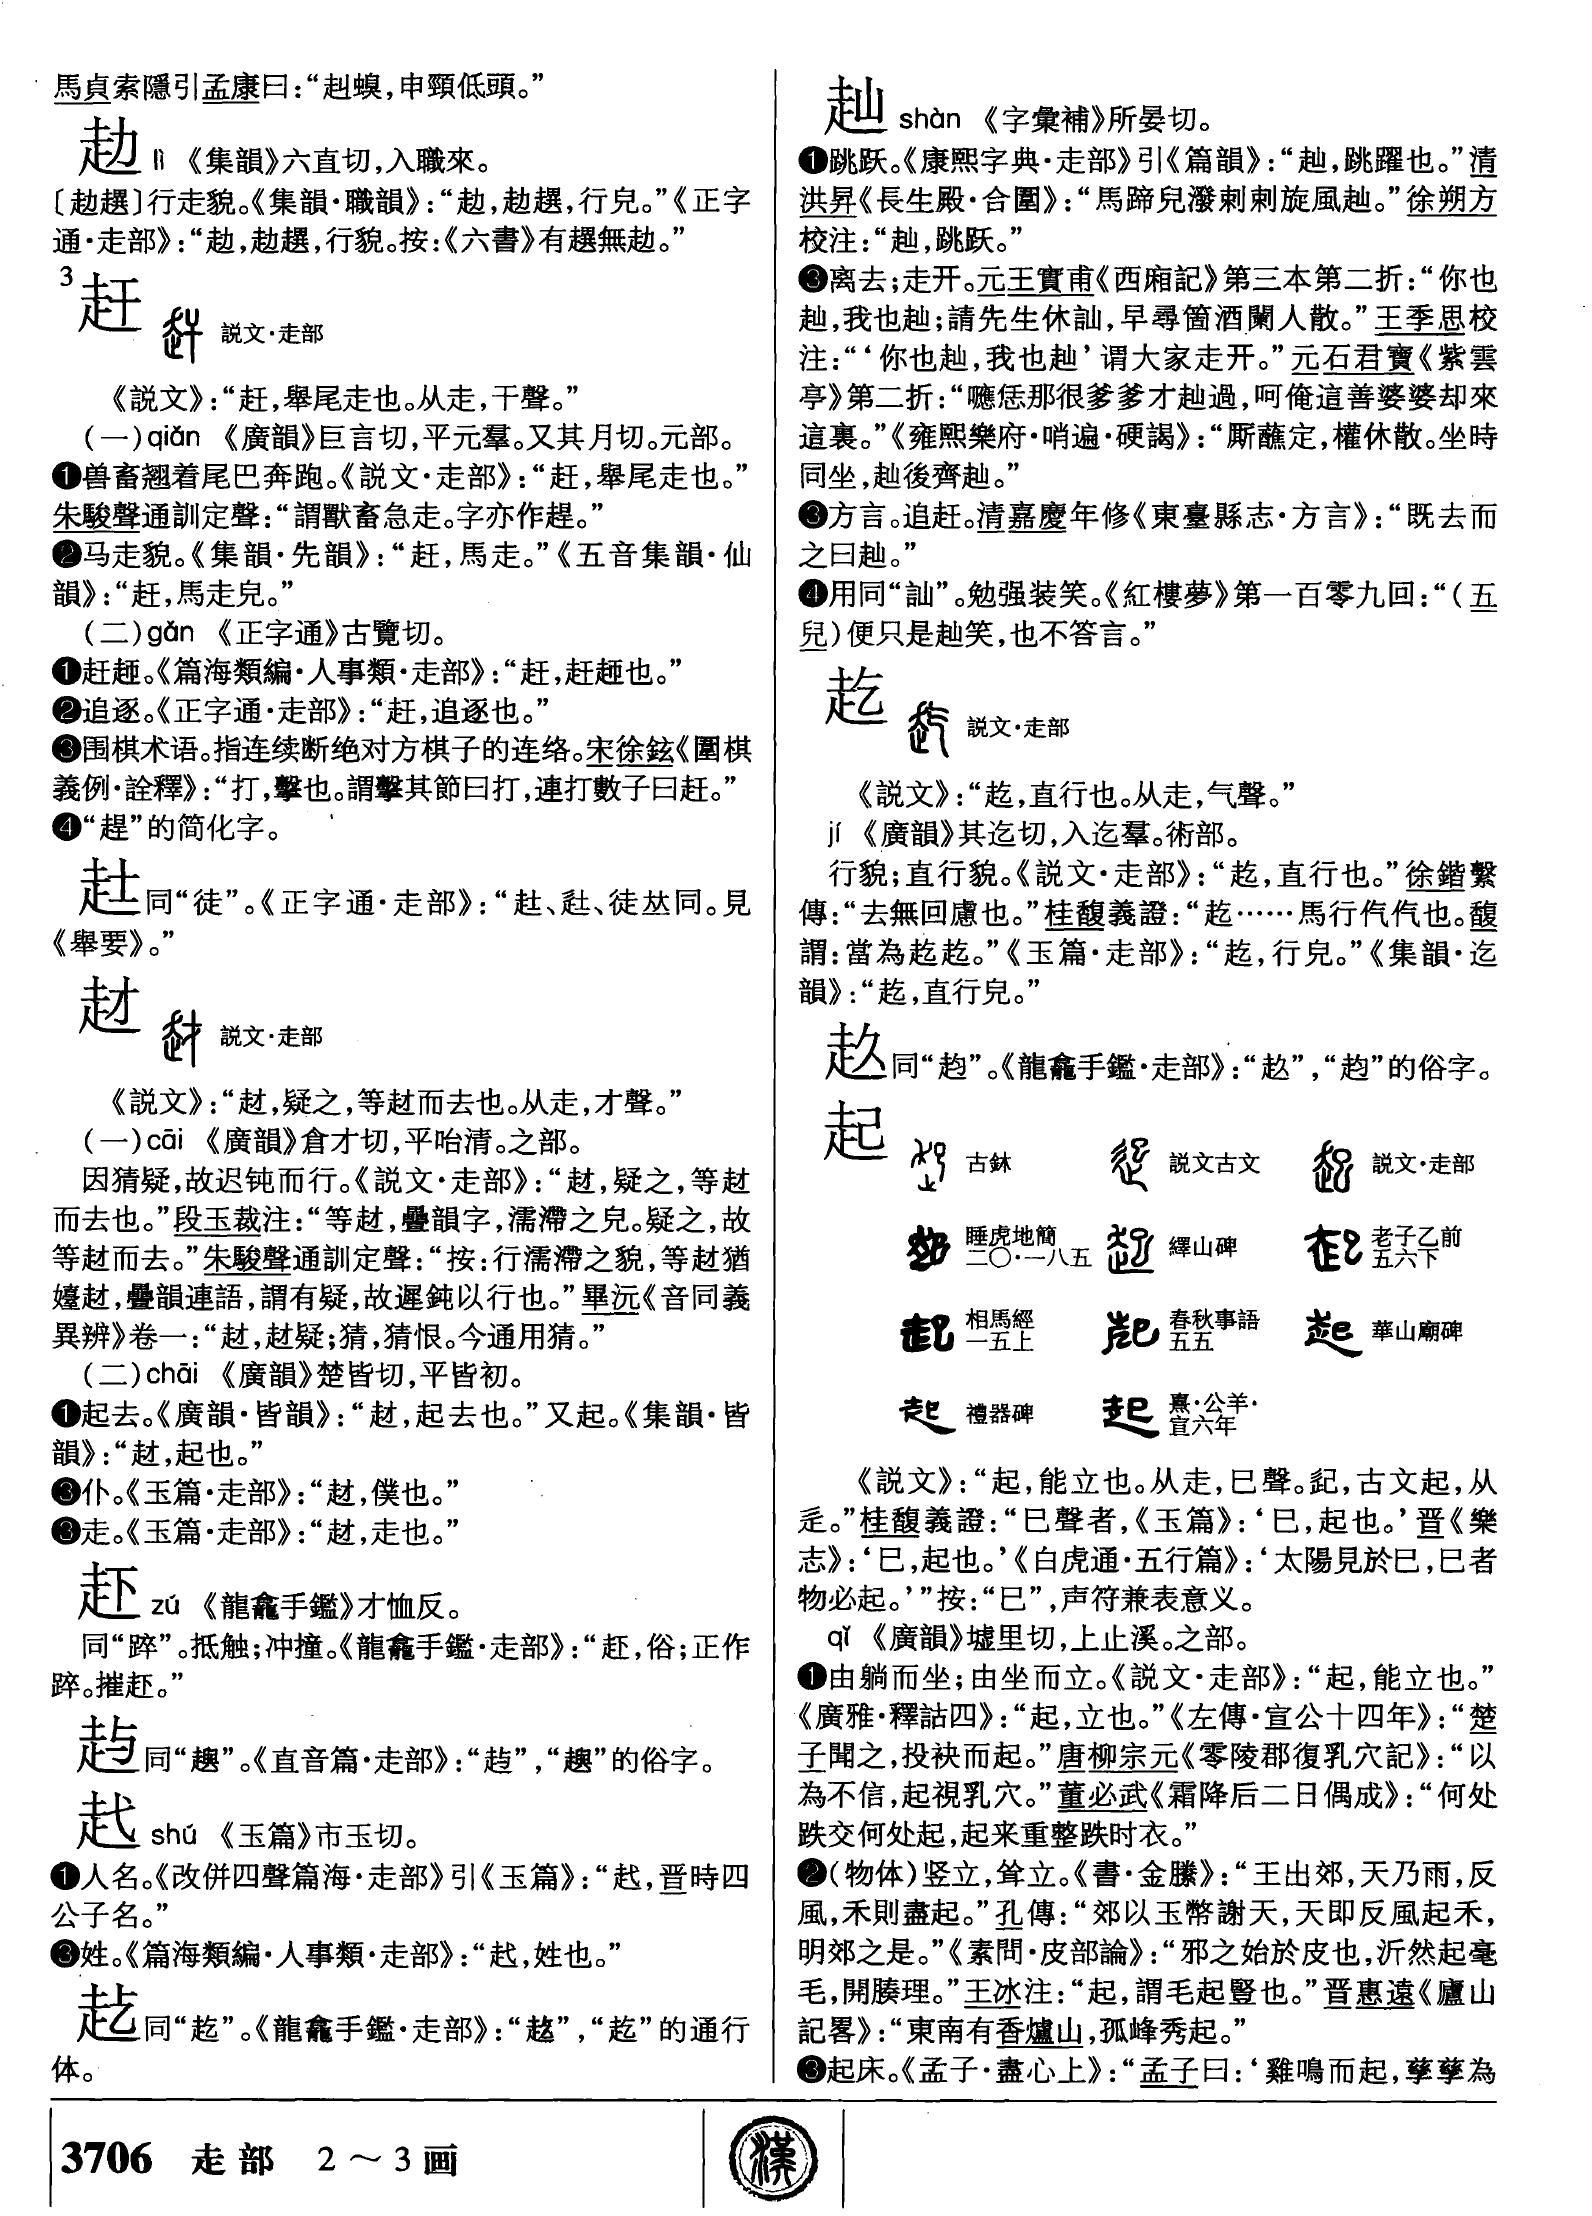 馬貞索隱引孟康曰：“赳螑，申頸低頭。”
赲 lì 《集韻》六直切，入職來。
〔赲趩〕行走貌。《集韻·職韻》：“赲，赲趩，行皃。”《正字
通·走部》：“赲，赲趩，行貌。按：《六書》有趩無赲。”
3
赶 説文·走部
《説文》：“赶，舉尾走也。从走，干聲。”
(一)qián 《廣韻》巨言切，平元羣。又其月切。元部。
❶兽畜翘着尾巴奔跑。《説文·走部》：“赶，舉尾走也。”
朱駿聲通訓定聲：“謂獸畜急走。字亦作趕。”
❷马走貌。《集韻·先韻》：“赶，馬走。”《五音集韻·仙
韻》：“赶，馬走皃。”
(二)gǎn 《正字通》古覽切。
❶赶𧼮。《篇海類編·人事類·走部》：“赶，赶𧼮也。”
❷追逐。《正字通·走部》：“赶，追逐也。”
❸围棋术语。指连续断绝对方棋子的连络。宋徐鉉《圍棋
義例·詮釋》：“打，擊也。謂擊其節曰打，連打數子曰赶。”
❹“趕”的简化字。
𧺝同“徒”。《正字通·走部》：“𧺝、辻、徒𠀤同。見
《舉要》。”
䞗 説文·走部
《説文》：“䞗，疑之，等䞗而去也。从走，才聲。”
(一)cāi 《廣韻》倉才切，平咍清。之部。
因猜疑，故迟钝而行。《説文·走部》：“䞗，疑之，等䞗
而去也。”段玉裁注：“等䞗，疊韻字，濡滯之皃。疑之，故
等䞗而去。”朱駿聲通訓定聲：“按：行濡滯之貌，等䞗猶
嬯䞗，疊韻連語，謂有疑，故遲鈍以行也。”畢沅《音同義
異辨》卷一：“䞗，䞗疑；猜，猜恨。今通用猜。”
(二)chāi 《廣韻》楚皆切，平皆初。
❶起去。《廣韻·皆韻》：“䞗，起去也。”又起。《集韻·皆
韻》：“䞗，起也。”
❸仆。《玉篇·走部》：“䞗，僕也。”
❸走。《玉篇·走部》：“䞗，走也。”
zú 《龍龕手鑑》才恤反。
同“踤”。抵触；冲撞。《龍龕手鑑·走部》：“，俗；正作
踤。摧。”
同“趜”。《直音篇·走部》：“”，“”的俗字。
shú 《玉篇》市玉切。
❶人名。《改併四聲篇海·走部》引《玉篇》：“，晋時四
公子名。”
❸姓。《篇海類編·人事類·走部》：“，姓也。”
同“趌”。《龍龕手鑑·走部》：“”，“”的通行
体。
赸 shàn 《字彙補》所晏切。
❶跳跃。《康熙字典·走部》引《篇韻》：“赸，跳躍也。”清
洪昇《長生殿·合圍》：“馬蹄兒潑剌剌旋風赸。”徐朔方
校注：“赸，跳跃。”
❸离去；走开。元王實甫《西廂記》第三本第二折：“你也
赸，我也赸；請先生休訕，早尋箇酒闌人散。”王季思校
注：“‘你也赸，我也赸’谓大家走开。”元石君寶《紫雲
亭》第二折：“嚥恁那很爹爹才赸過，呵俺這善婆婆却來
這裏。”《雍熙樂府·哨遍·硬謁》：“厮蘸定，權休散。坐時
同坐，赸後齊赸。”
❸方言。追赶。清嘉慶年修《東臺縣志·方言》：“既去而
之曰赸。”
❹用同“訕”。勉强装笑。《紅樓夢》第一百零九回：“（五
兒）便只是赸笑，也不答言。”
趷 説文·走部
《説文》：“赺，直行也。从走，气聲。”
jí 《廣韻》其迄切，入迄羣。術部。
行貌；直行貌。《説文·走部》：“赺，直行也。”徐鍇繫
傳：“去無回慮也。”桂馥義證：“赺……馬行仡仡也。馥
謂：當為赺赺。”《玉篇·走部》：“赺，行皃。”《集韻·迄
韻》：“赺，直行皃。”
同“赹”。《龍龕手鑑·走部》：“”，“赹”的俗字。
起 古鉢 説文古文 説文·走部
睡虎地簡二〇·一八五 繹山碑 老子乙前五六下
相馬經一五上 春秋事語五五 華山廟碑
禮器碑 熹·公羊·宣六年
《説文》：“起，能立也。从走，巳聲。𨑔，古文起，从
辵。”桂馥義證：“巳聲者，《玉篇》：‘巳，起也。’晋《樂
志》：‘巳，起也。’《白虎通·五行篇》：‘太陽見於巳，巳者
物必起。’”按：“巳”，声符兼表意义。
qǐ 《廣韻》墟里切，上止溪。之部。
❶由躺而坐；由坐而立。《説文·走部》：“起，能立也。”
《廣雅·釋詁四》：“起，立也。”《左傳·宣公十四年》：“楚
子聞之，投袂而起。”唐柳宗元《零陵郡復乳穴記》：“以
為不信，起視乳穴。”董必武《霜降后二日偶成》：“何处
跌交何处起，起来重整跌时衣。”
❷（物体）竖立，耸立。《書·金縢》：“王出郊，天乃雨，反
風，禾則盡起。”孔傳：“郊以玉幣謝天，天即反風起禾，
明郊之是。”《素問·皮部論》：“邪之始於皮也，泝然起毫
毛，開腠理。”王冰注：“起，謂毛起豎也。”晋惠遠《廬山
記畧》：“東南有香爐山，孤峰秀起。”
❸起床。《孟子·盡心上》：“孟子曰：‘雞鳴而起，孳孳為
3706 走部 2～3画
漢